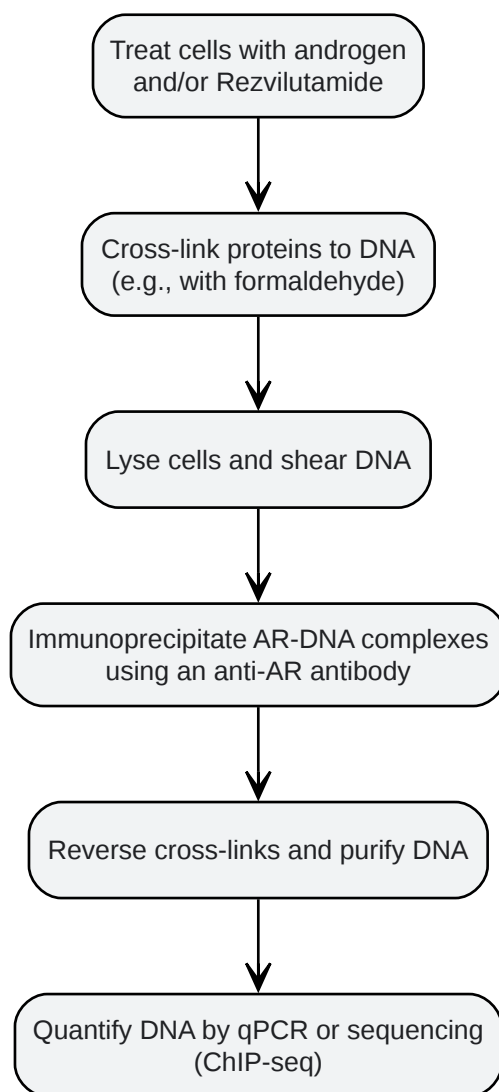 Treat cells with androgen
and/or Rezvilutamide
Cross-link proteins to DNA
(e.g., with formaldehyde)
Lyse cells and shear DNA
Immunoprecipitate AR-DNA complexes
using an anti-AR antibody
Reverse cross-links and purify DNA
Quantify DNA by qPCR or sequencing
(ChIP-seq)